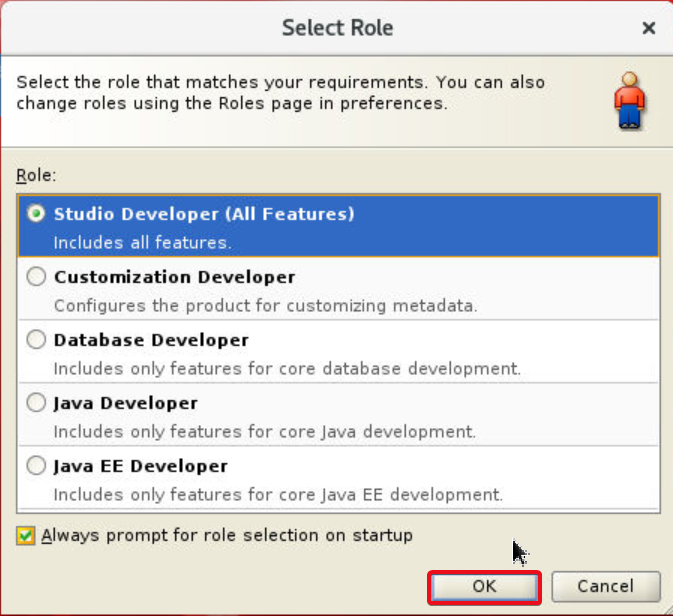 Select Role
Select the role that matches your requirements. You can also
change roles using the Roles page in preferences.
Role:
Studio Developer (All Features)
Includes all features.
Customization Developer
Configures the product for customizing metadata.
Database Developer
Includes only features for core database development.
Java Developer
Includes only features for core Java development.
Java EE Developer
Includes only features for core Java EE development.
Always prompt for role selection on startup
OK
Cancel